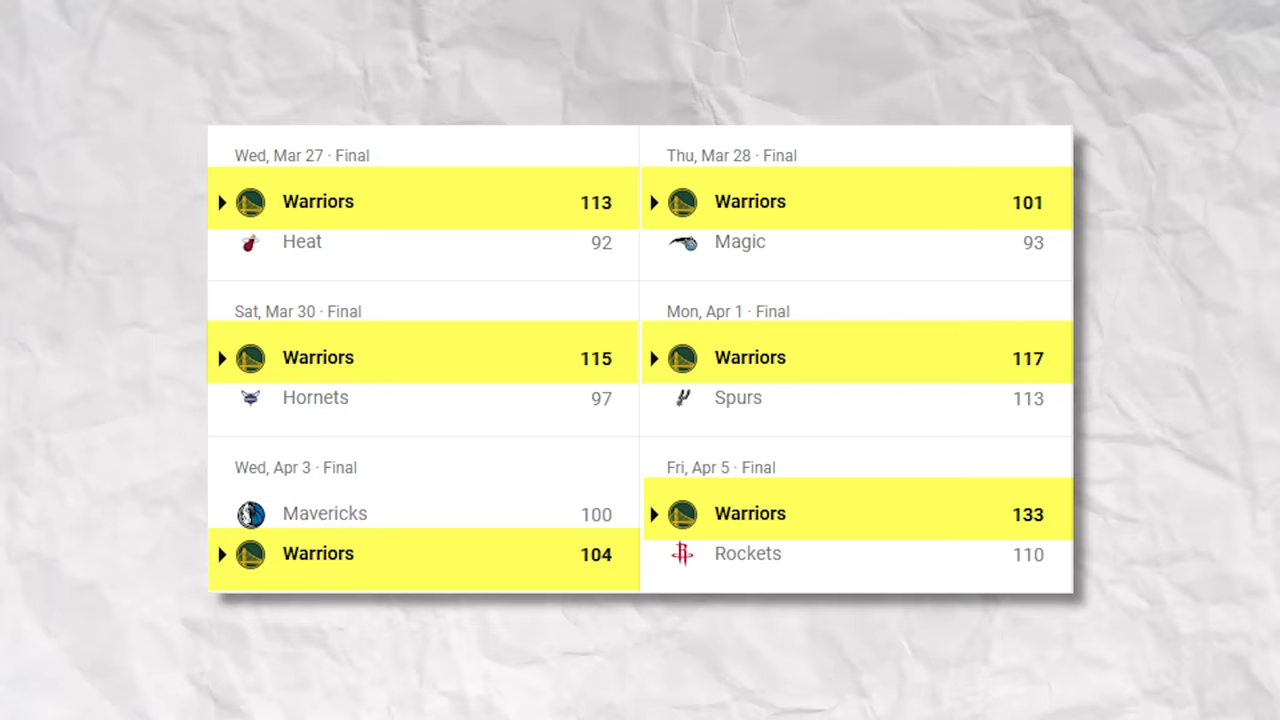 Wed, Mar 27 · Final
Warriors 113
Heat 92
Thu, Mar 28 · Final
Warriors 101
Magic 93
Sat, Mar 30 · Final
Warriors 115
Hornets 97
Mon, Apr 1 · Final
Warriors 117
Spurs 113
Wed, Apr 3 · Final
Mavericks 100
Warriors 104
Fri, Apr 5 · Final
Warriors 133
Rockets 110